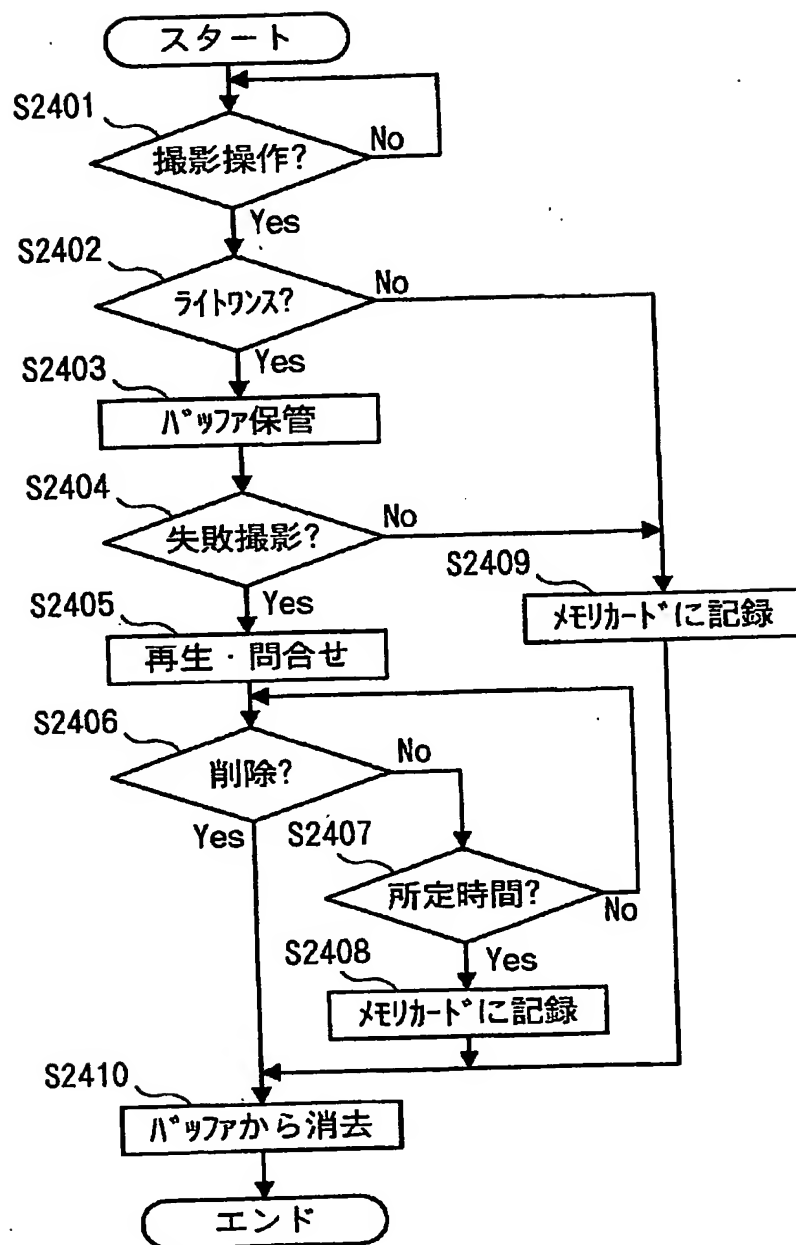 スタート
S2401
撮影操作?
No
Yes
S2402
ライトワンス?
No
Yes
S2403
バッファ保管
S2404
失敗撮影?
No
Yes
S2409
メモリカードに記録
S2405
再生・問合せ
S2406
削除?
No
Yes
S2407
所定時間?
No
Yes
S2408
メモリカードに記録
S2410
バッファから消去
エンド